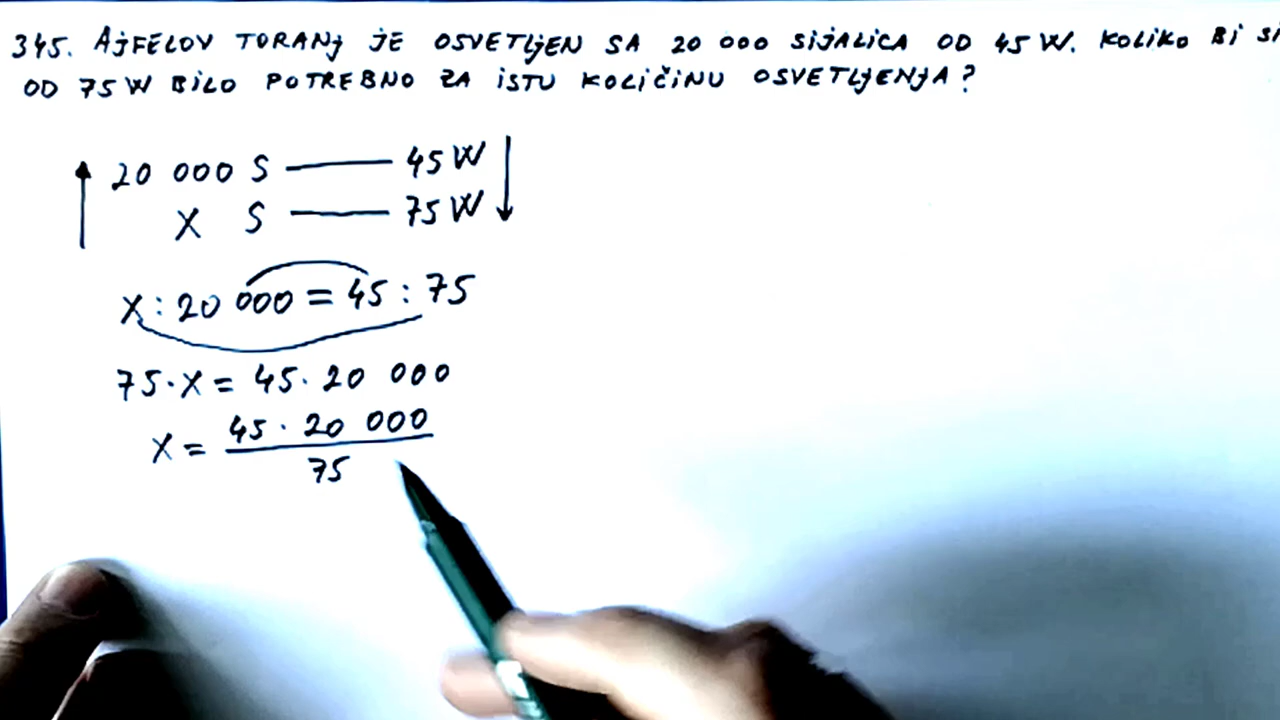 345. AjFELOV TORANj jE OSVETLjEN SA 20 000 SijALiCA OD 45 W. KOLiKO Bi
OD 75 W BiLO POTREBNO ZA iSTU KOLiČiNU OSVETLjENjA?
20 000 S — 45 W
X S — 75 W
X : 20 000 = 45 : 75
75 · X = 45 · 20 000
X = 45 · 20 000
75